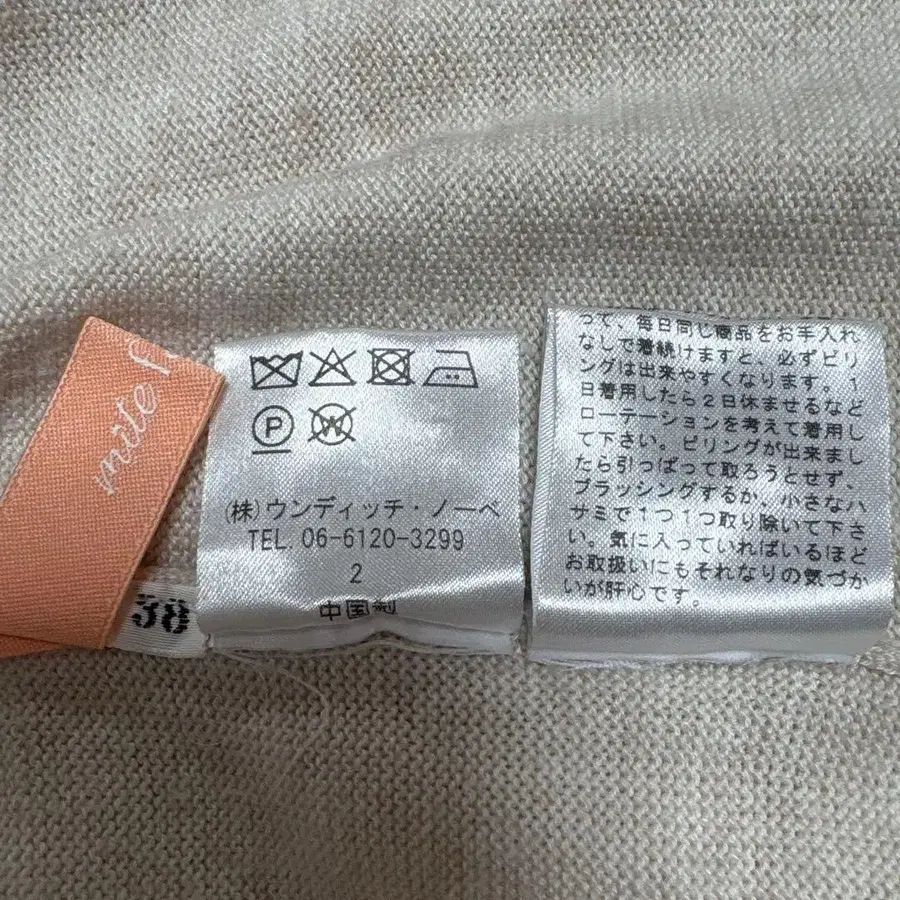 mite
38
P
W
(株)ウンディッチ・ノーベ
TEL. 06-6120-3299
2
中国製
って、毎日同じ商品をお手入れ
なしで着続けますと、必ずピリ
ングは出来やすくなります。1
日着用したら2日休ませるなど
ローテーションを考えて着用し
て下さい。ピリングが出来まし
たら引っぱって取ろうとせず、
ブラッシングするか、小さなハ
サミで1つ1つ取り除いて下さ
い。気に入っていればいるほど
お取扱いにもそれなりの気づか
いが肝心です。